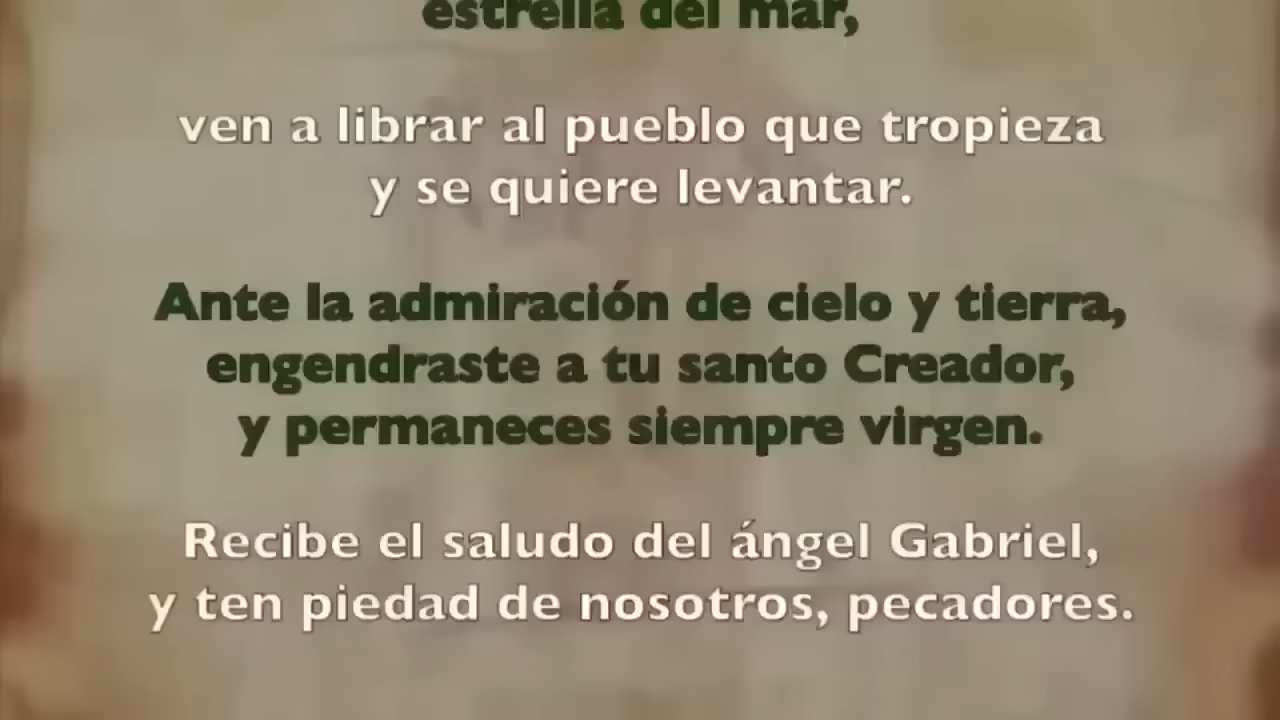 estrella del mar,
ven a librar al pueblo que tropieza
y se quiere levantar.
Ante la admiración de cielo y tierra,
engendraste a tu santo Creador,
y permaneces siempre virgen.
Recibe el saludo del ángel Gabriel,
y ten piedad de nosotros, pecadores.